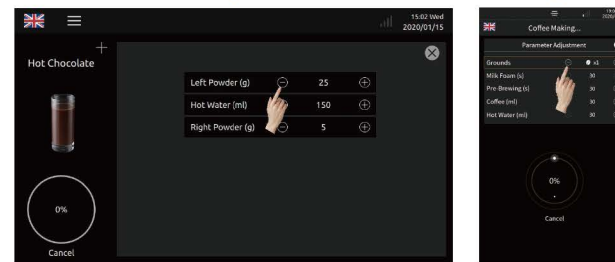 15:02 Wed
2020/01/15
Hot Chocolate
Left Powder (g) 25
Hot Water (ml) 150
Right Powder (g) 5
0%
Cancel
Coffee Making...
Parameter Adjustment
Grounds x1
Milk Foam (s) 30
Pre-Brewing (s) 30
Coffee (ml) 30
Hot Water (ml) 30
0%
Cancel